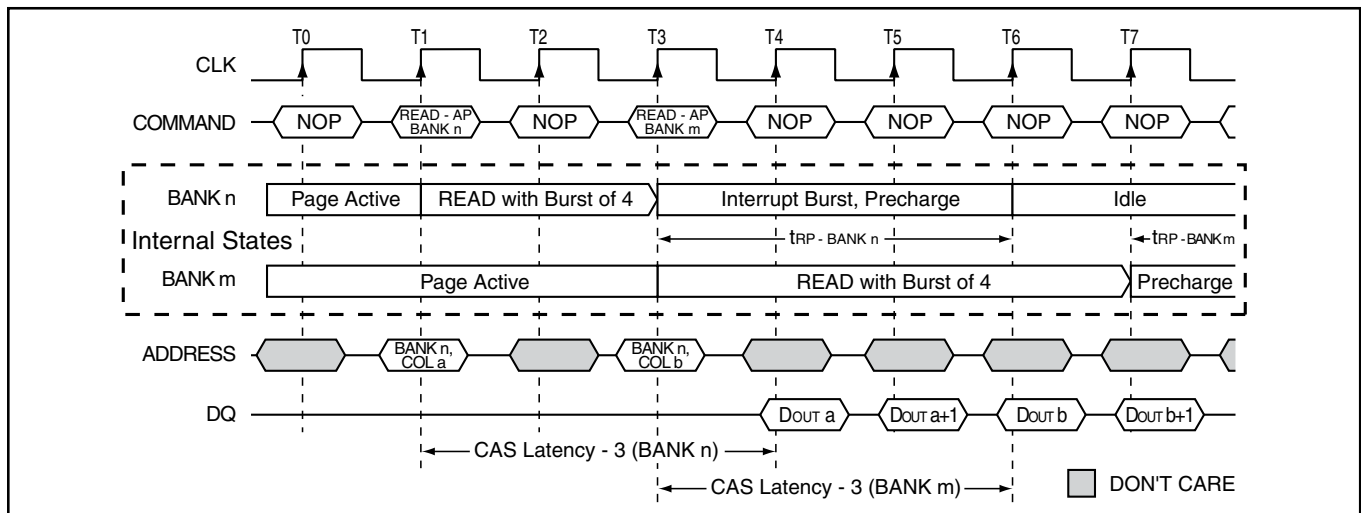 T0 T1 T2 T3 T4 T5 T6 T7
CLK
COMMAND NOP READ - AP BANK n NOP READ - AP BANK m NOP NOP NOP NOP
BANK n Page Active READ with Burst of 4 Interrupt Burst, Precharge Idle
Internal States tRP - BANK n tRP - BANK m
BANK m Page Active READ with Burst of 4 Precharge
ADDRESS BANK n, COL a BANK n, COL b
DQ DOUT a DOUT a+1 DOUT b DOUT b+1
CAS Latency - 3 (BANK n)
CAS Latency - 3 (BANK m) DON'T CARE